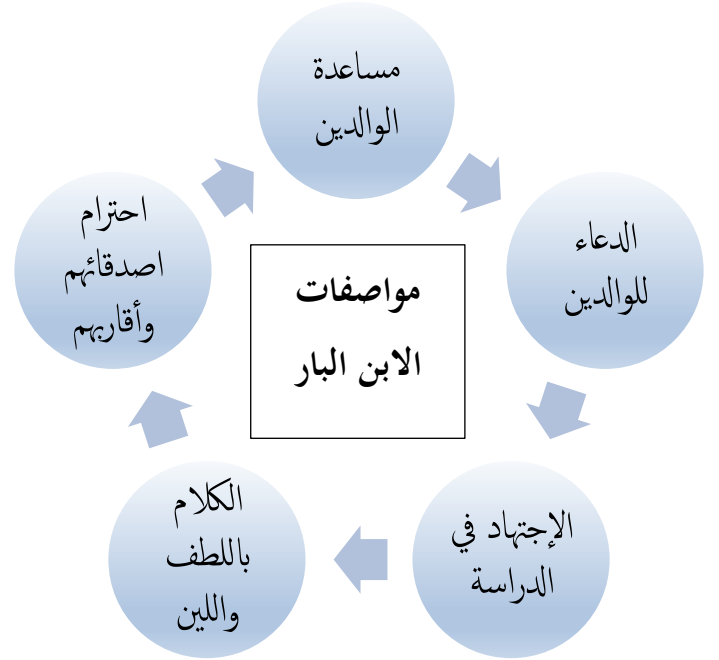 مساعدة
الوالدين
الدعاء
للوالدين
الإجتهاد في
الدراسة
الكلام
باللطف
واللين
احترام
اصدقائهم
وأقاربهم
مواصفات
الابن البار